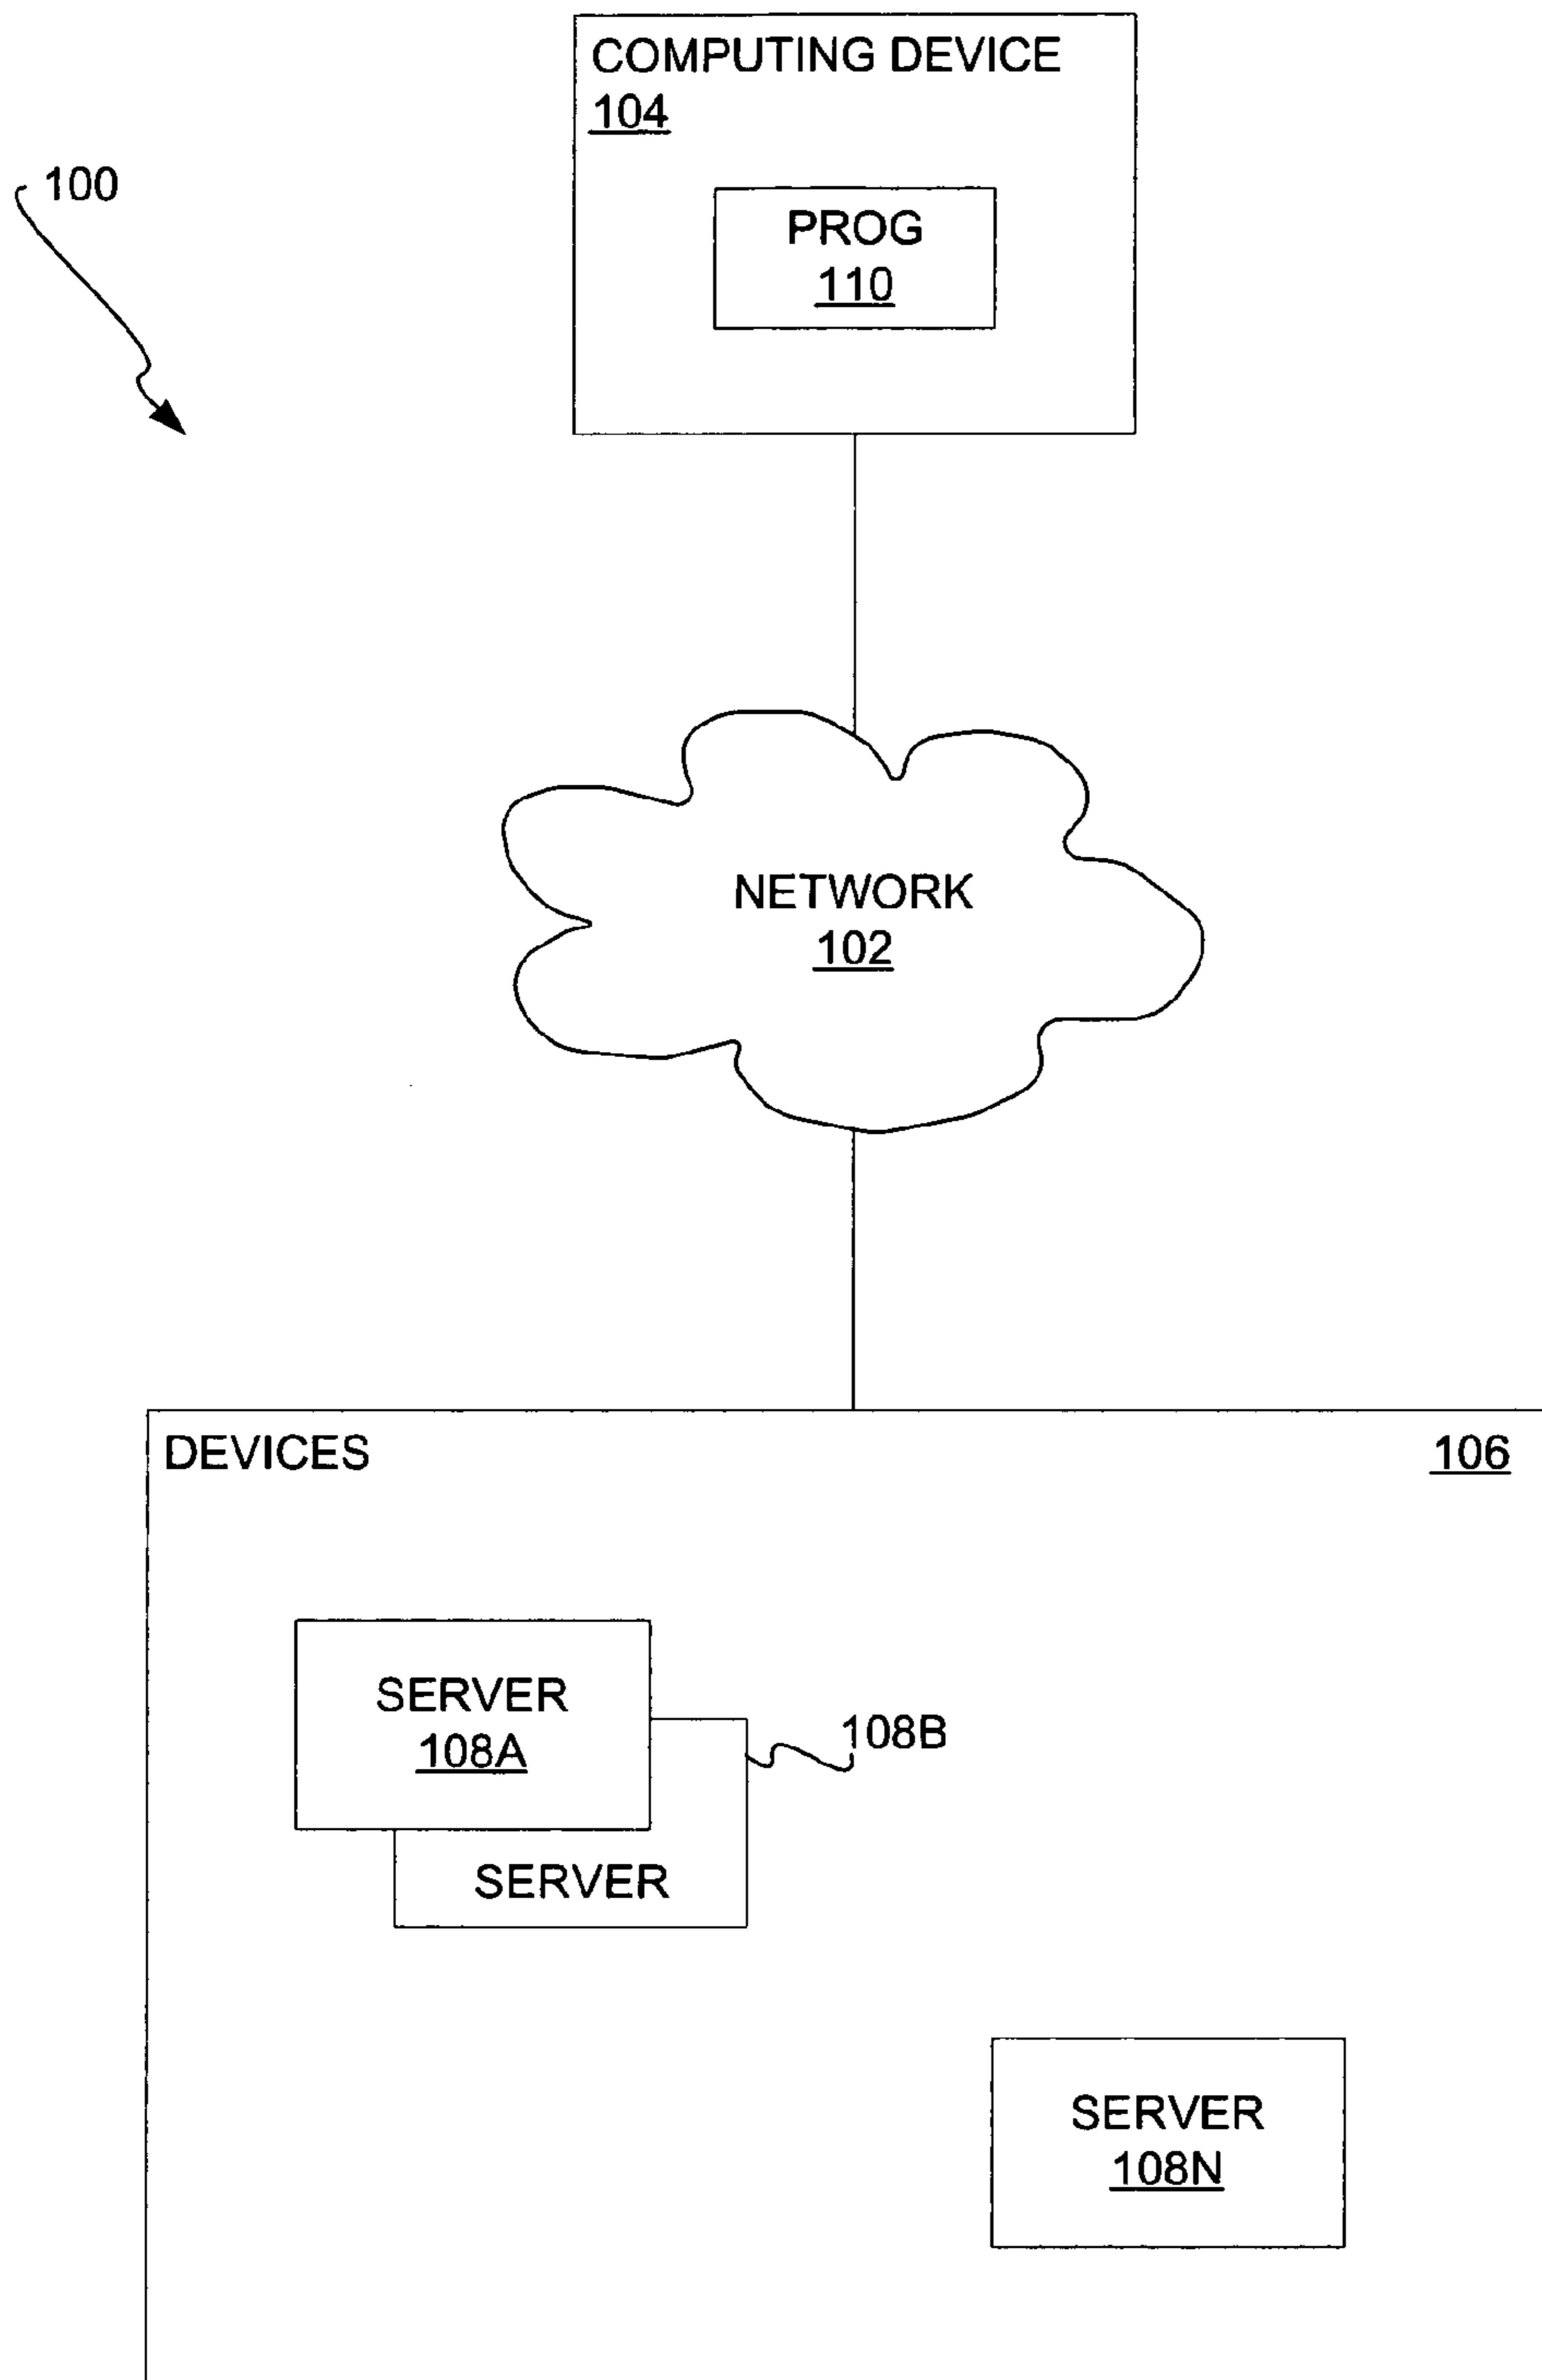 COMPUTING DEVICE
104
100
PROG
110
NETWORK
102
DEVICES
106
SERVER
108A
108B
SERVER
SERVER
108N